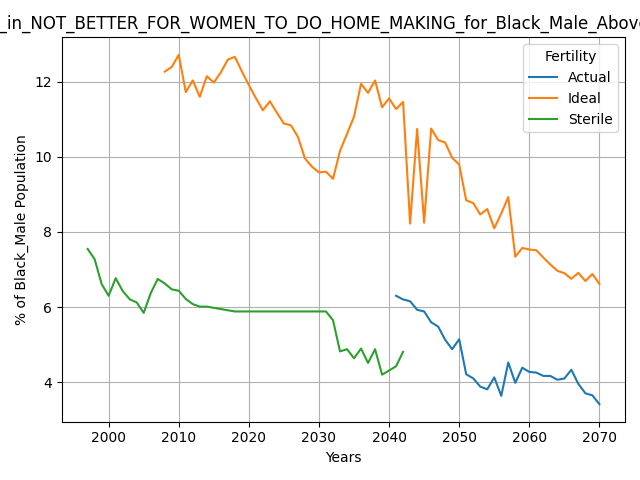 _in_NOT_BETTER_FOR_WOMEN_TO_DO_HOME_MAKING_for_Black_Male_Above
Fertility
Actual
Ideal
Sterile
% of Black_Male Population
12
10
8
6
4
2000 2010 2020 2030 2040 2050 2060 2070
Years